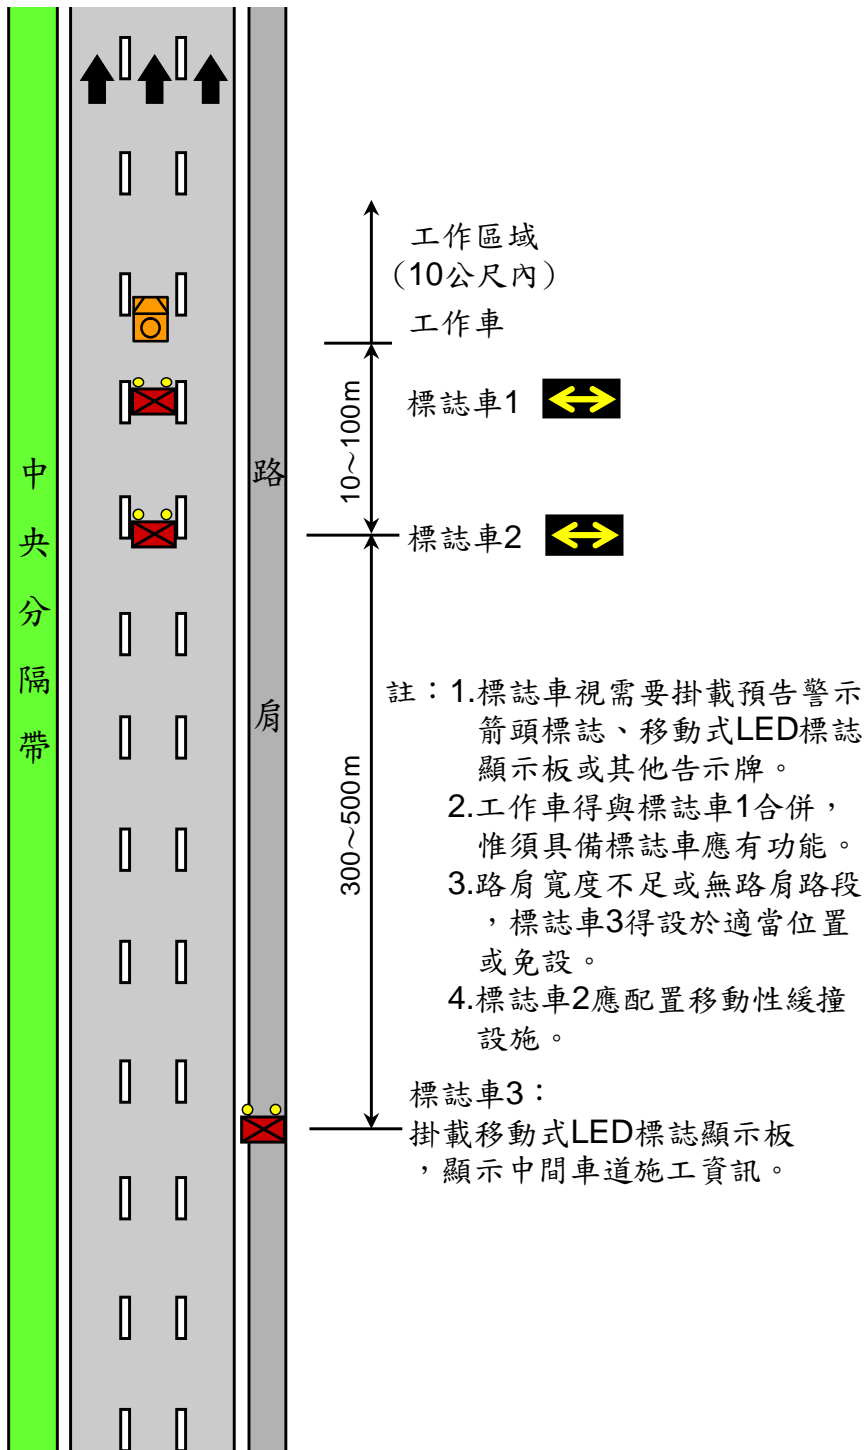 工作區域
（10公尺內）
工作車
標誌車1
10～100m
中央分隔帶
路肩
標誌車2
300～500m
註：1.標誌車視需要掛載預告警示
箭頭標誌、移動式LED標誌
顯示板或其他告示牌。
2.工作車得與標誌車1合併，
惟須具備標誌車應有功能。
3.路肩寬度不足或無路肩路段
，標誌車3得設於適當位置
或免設。
4.標誌車2應配置移動性緩撞
設施。
標誌車3：
掛載移動式LED標誌顯示板
，顯示中間車道施工資訊。